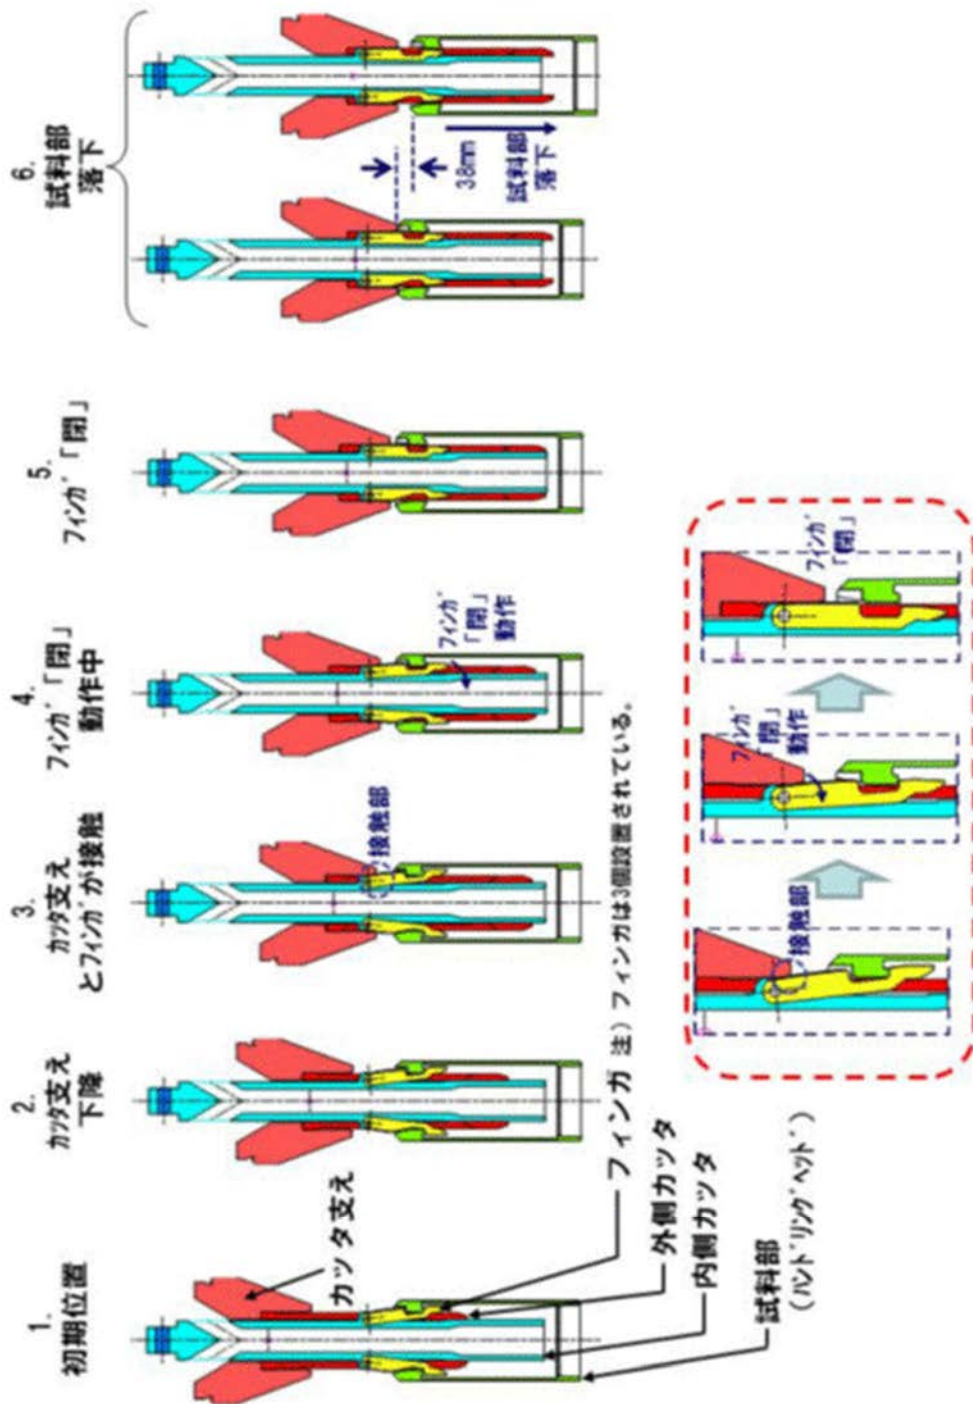 1.
初期位置
2.
ｶｯﾀ支え
下降
3.
ｶｯﾀ支え
とﾌｨﾝｶﾞが接触
4.
ﾌｨﾝｶﾞ「閉」
動作中
5.
ﾌｨﾝｶﾞ「閉」
6.
試料部
落下
カッタ支え
接触部
ﾌｨﾝｶﾞ
「閉」
動作
38mm
試料部
落下
フィンガ 注）フィンガは3個設置されている。
外側カッタ
内側カッタ
試料部
（ﾊﾝﾄﾞﾘﾝｸﾞﾍｯﾄﾞ）
接触部
ﾌｨﾝｶﾞ
「閉」
動作
ﾌｨﾝｶﾞ
「閉」